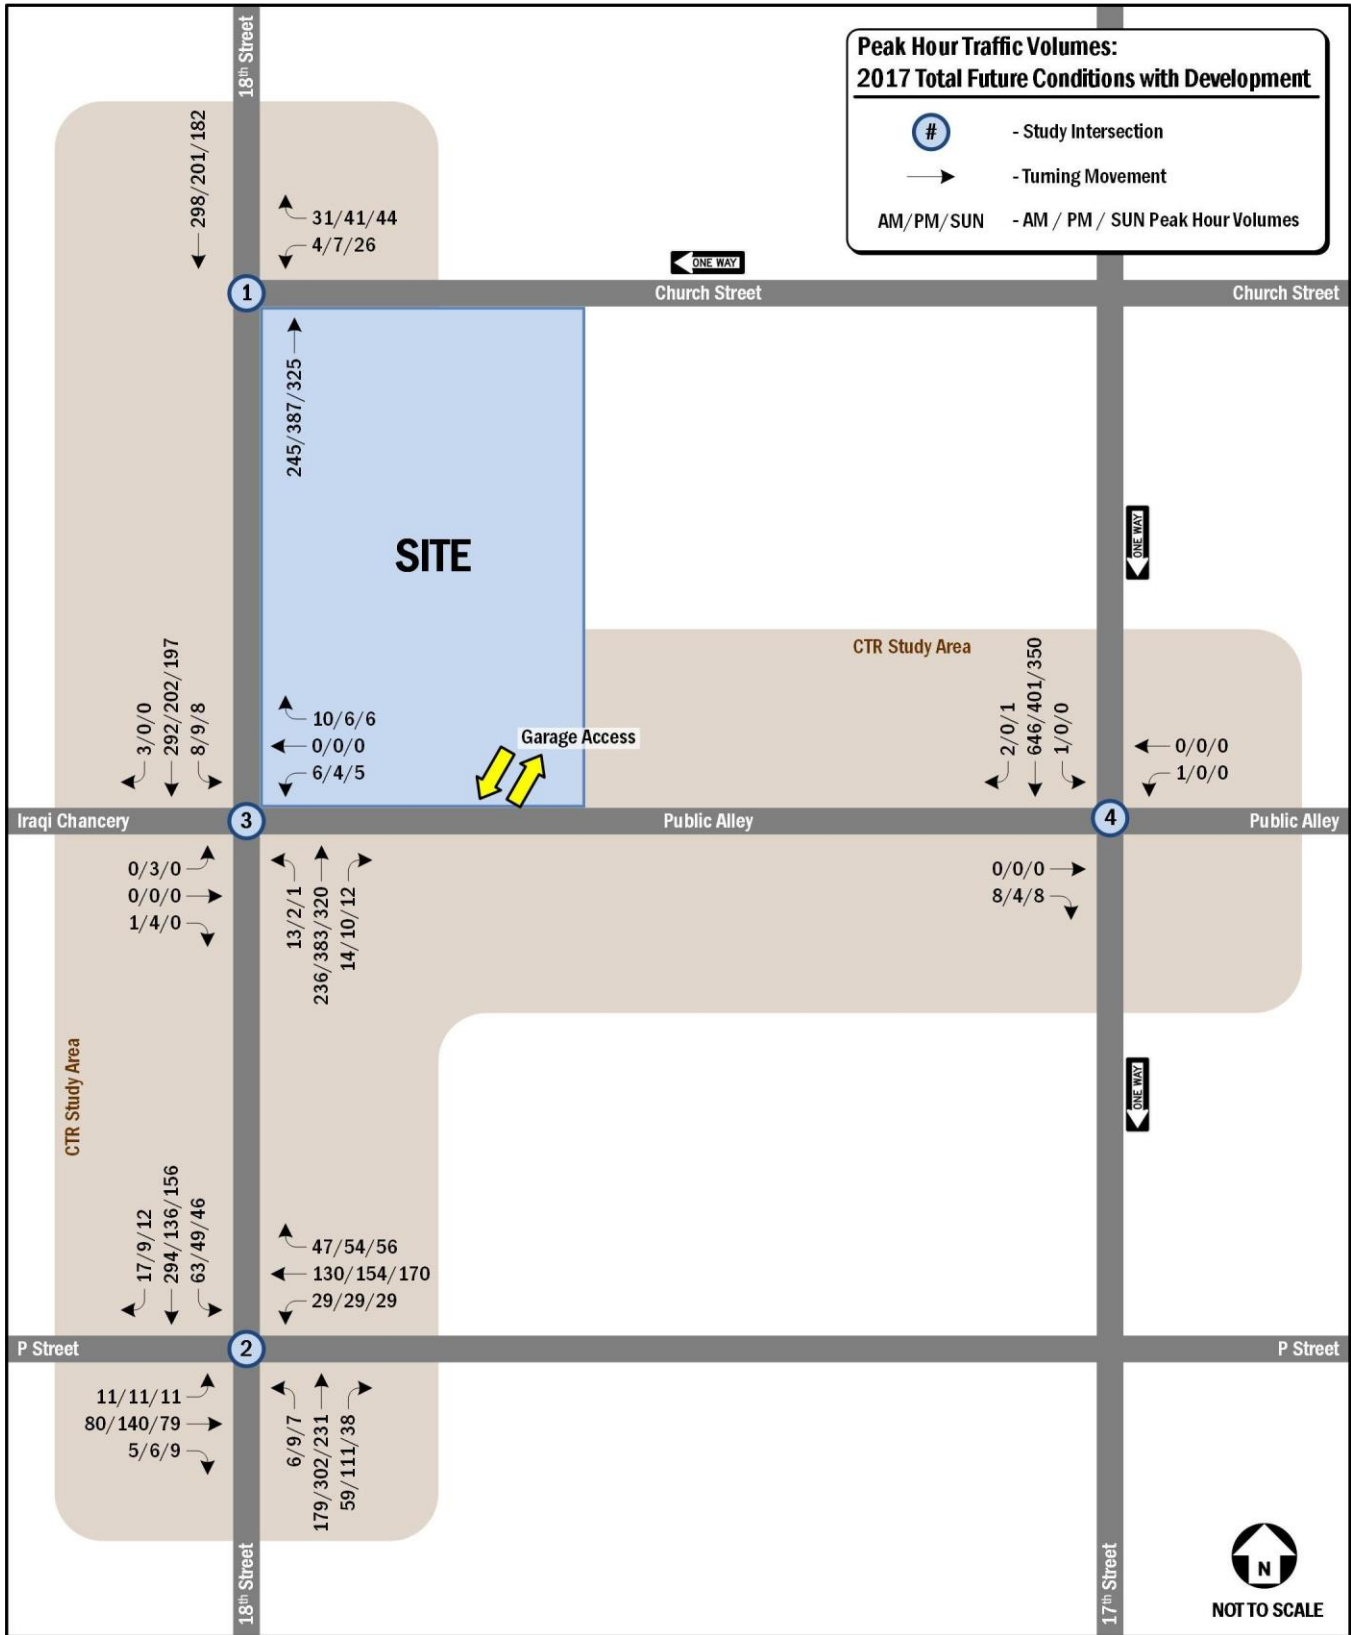 18th Street
Peak Hour Traffic Volumes:
2017 Total Future Conditions with Development
# - Study Intersection
- Turning Movement
AM/PM/SUN - AM / PM / SUN Peak Hour Volumes
298/201/182
31/41/44
4/7/26
ONE WAY
1
Church Street
Church Street
245/387/325
SITE
ONE WAY
CTR Study Area
3/0/0
292/202/197
8/9/8
10/6/6
0/0/0
6/4/5
Garage Access
2/0/1
646/401/350
1/0/0
0/0/0
1/0/0
Iraqi Chancery
3
Public Alley
4
Public Alley
0/3/0
0/0/0
1/4/0
13/2/1
236/383/320
14/10/12
0/0/0
8/4/8
CTR Study Area
ONE WAY
17/9/12
294/136/156
63/49/46
47/54/56
130/154/170
29/29/29
P Street
2
P Street
11/11/11
80/140/79
5/6/9
6/9/7
179/302/231
59/111/38
18th Street
17th Street
N
NOT TO SCALE